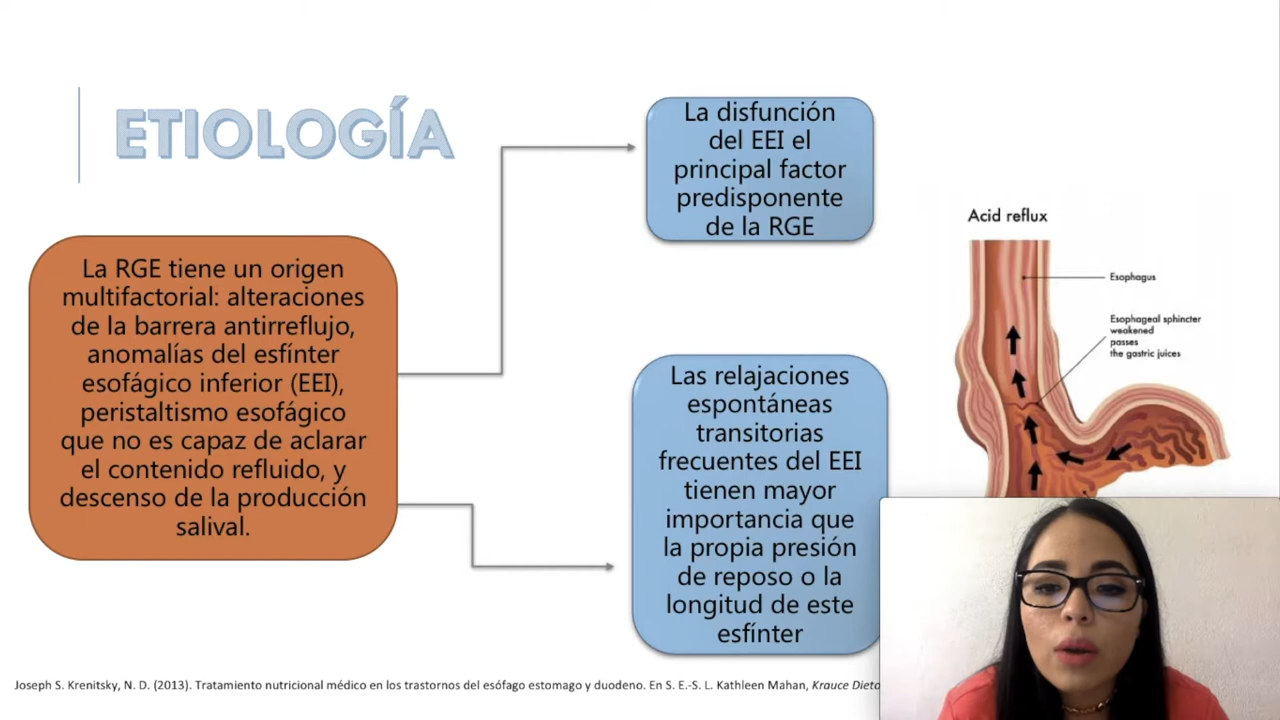 ETIOLOGÍA
La RGE tiene un origen
multifactorial: alteraciones
de la barrera antirreflujo,
anomalías del esfínter
esofágico inferior (EEI),
peristaltismo esofágico
que no es capaz de aclarar
el contenido refluido, y
descenso de la producción
salival.
La disfunción
del EEI el
principal factor
predisponente
de la RGE
Las relajaciones
espontáneas
transitorias
frecuentes del EEI
tienen mayor
importancia que
la propia presión
de reposo o la
longitud de este
esfínter
Acid reflux
Esophagus
Esophageal sphincter
weakened
passes
the gastric juices
Joseph S. Krenitsky, N. D. (2013). Tratamiento nutricional médico en los trastornos del esófago estomago y duodeno. En S. E.-S. L. Kathleen Mahan, Krauce Dieto